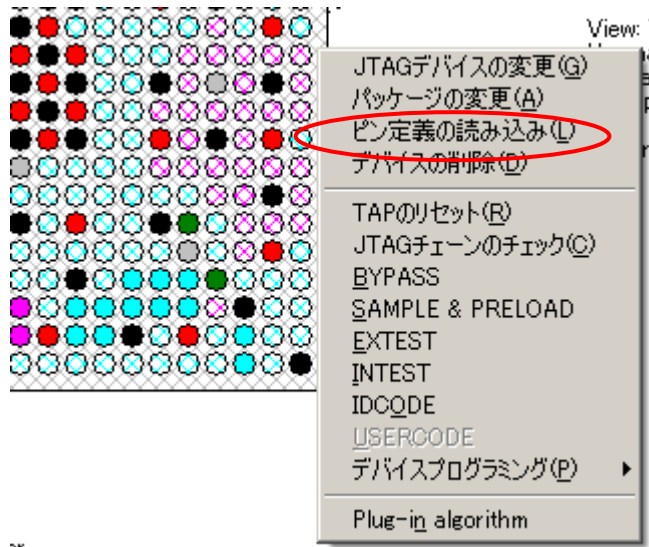 View:
JTAGデバイスの変更(G)
パッケージの変更(A)
ピン定義の読み込み(L)
デバイスの削除(D)
TAPのリセット(R)
JTAGチェーンのチェック(C)
BYPASS
SAMPLE & PRELOAD
EXTEST
INTEST
IDCODE
USERCODE
デバイスプログラミング(P)
Plug-in algorithm